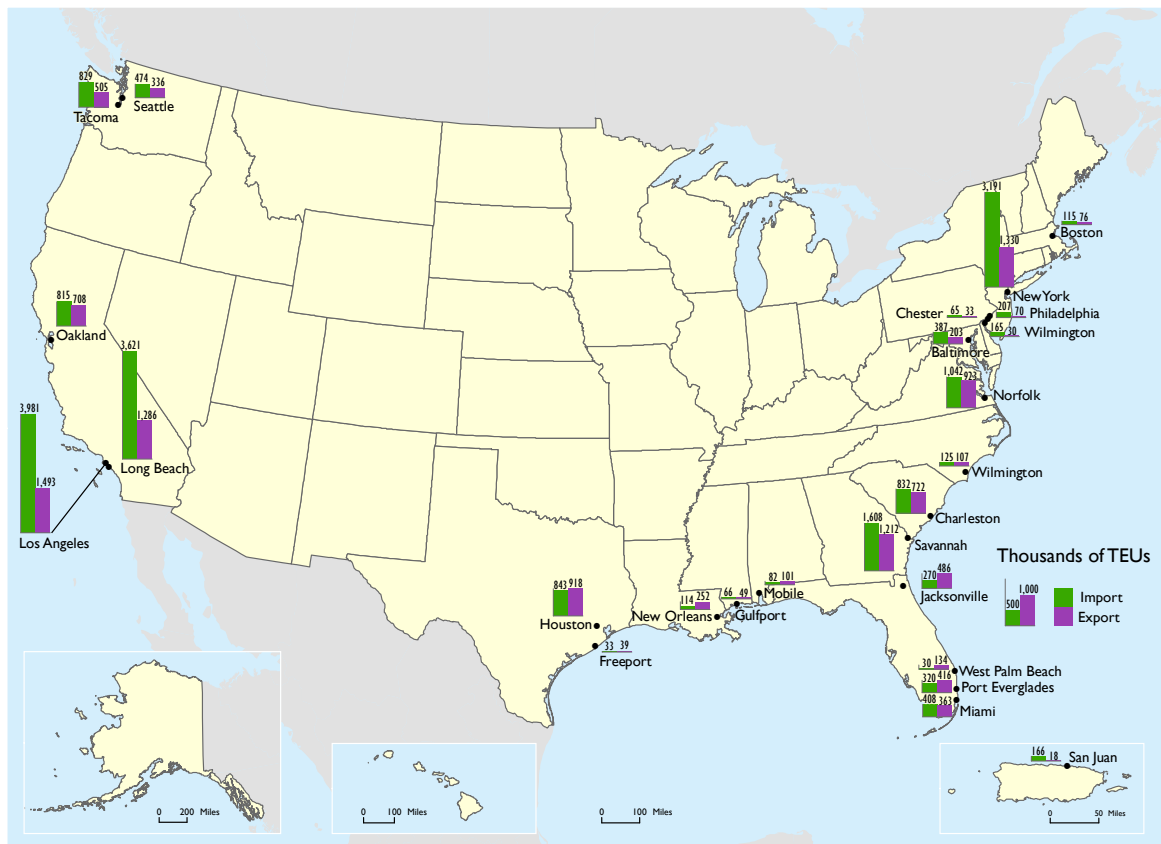 829 505
Tacoma
474 336
Seattle
815 708
Oakland
3,621 1,286
Long Beach
3,981 1,493
Los Angeles
3,191 1,330
New York
115 76
Boston
207 70
Philadelphia
Chester 65 33
165 30 Wilmington
387 203
Baltimore
1,042 923
Norfolk
125 107
Wilmington
832 722
Charleston
1,608 1,212
Savannah
270 486
Jacksonville
Thousands of TEUs
500 1,000
Import
Export
843 918
Houston
33 39
Freeport
114 252
New Orleans
66 49
Gulfport
82 101
Mobile
30 134
West Palm Beach
320 416
Port Everglades
408 363
Miami
166 18
San Juan
0 200 Miles
0 100 Miles
0 100 Miles
0 50 Miles